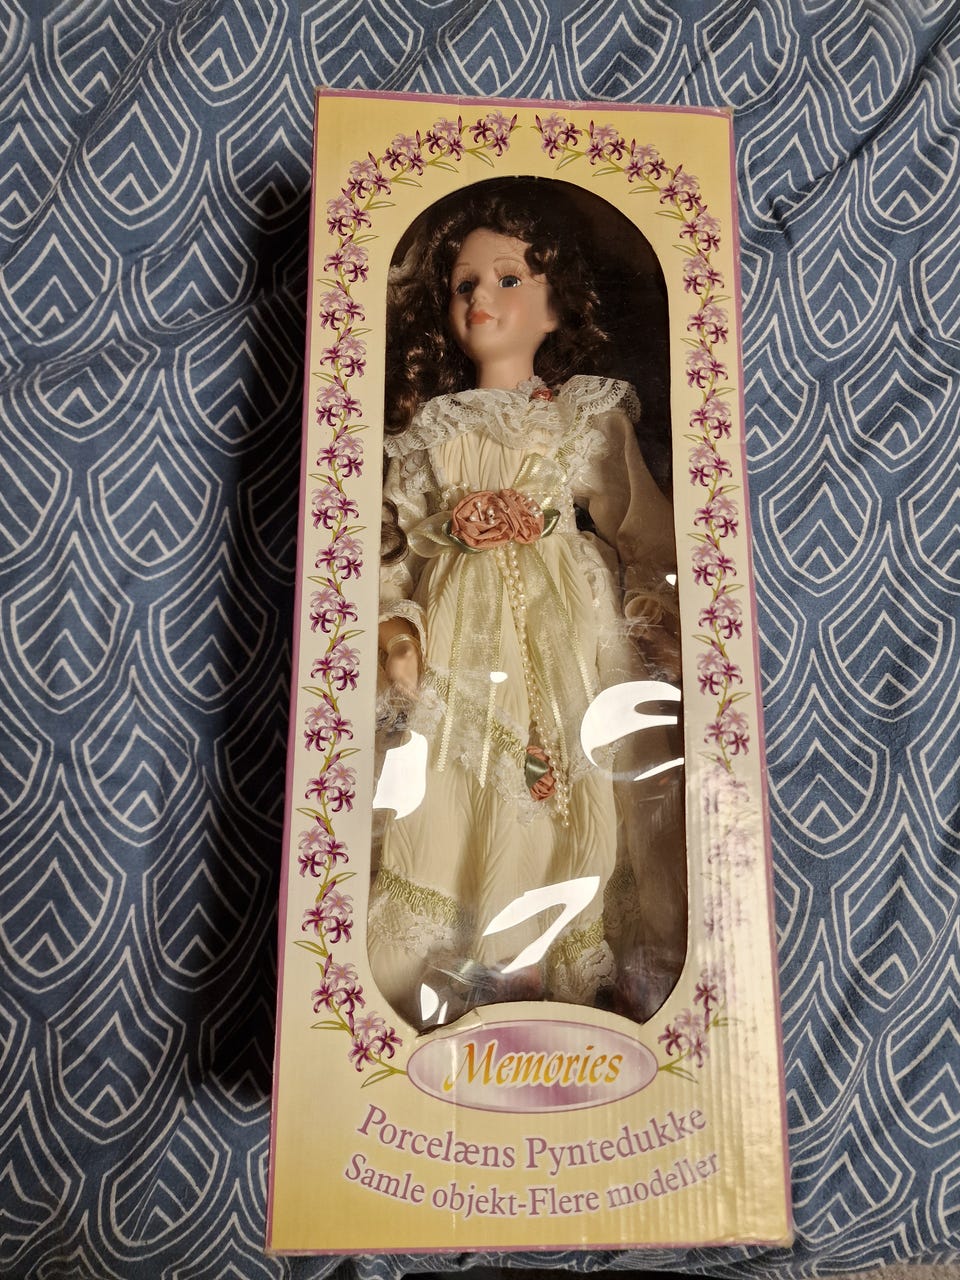 Memories
Porcelæns Pyntedukke
Samle objekt-Flere modeller